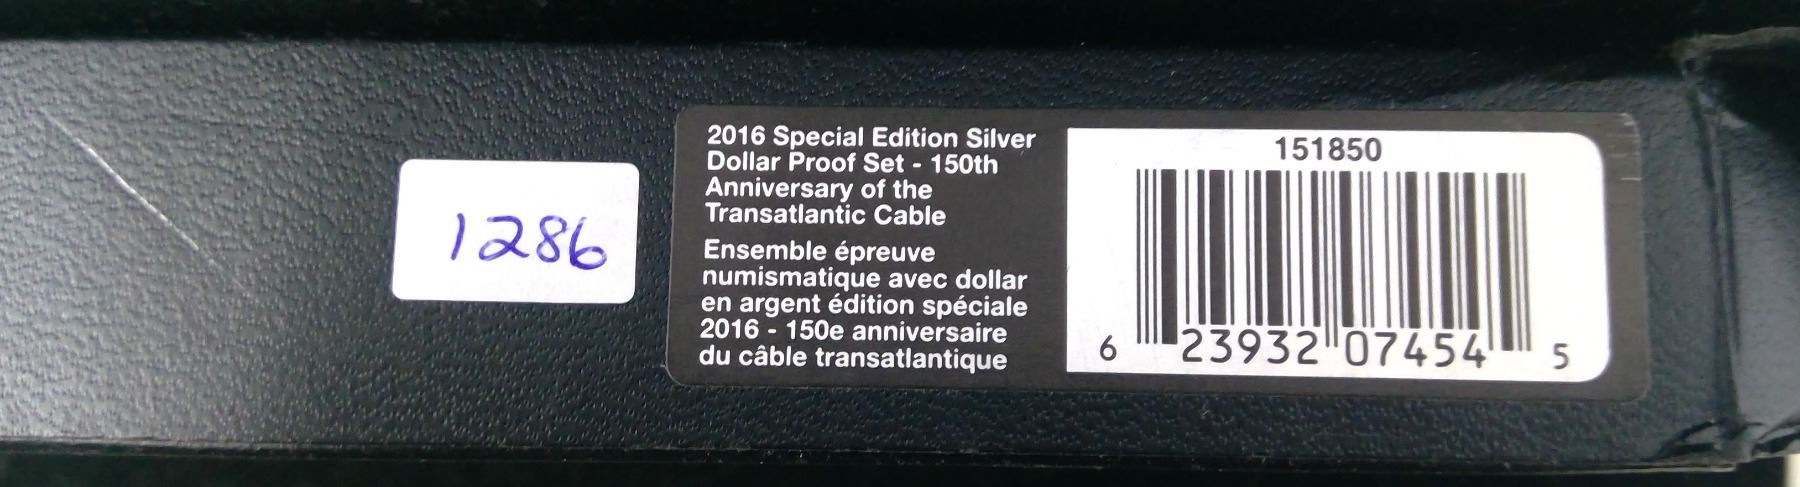 1286
2016 Special Edition Silver
Dollar Proof Set - 150th
Anniversary of the
Transatlantic Cable
Ensemble épreuve
numismatique avec dollar
en argent édition spéciale
2016 - 150e anniversaire
du câble transatlantique
151850
6 23932 07454 5